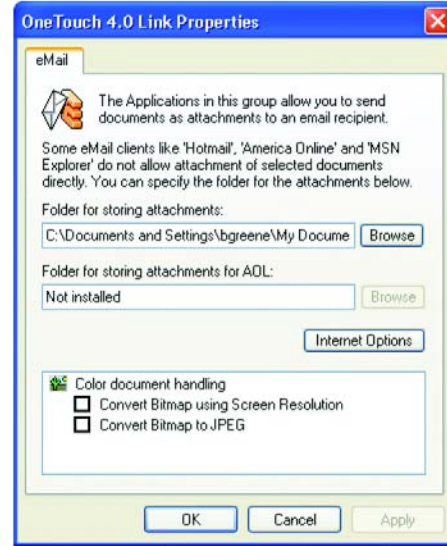 OneTouch 4.0 Link Properties
eMail
The Applications in this group allow you to send
documents as attachments to an email recipient.
Some eMail clients like 'Hotmail', 'America Online' and 'MSN
Explorer' do not allow attachment of selected documents
directly. You can specify the folder for the attachments below.
Folder for storing attachments:
C:\Documents and Settings\bgreene\My Docume
Browse
Folder for storing attachments for AOL:
Not installed
Browse
Internet Options
Color document handling
Convert Bitmap using Screen Resolution
Convert Bitmap to JPEG
OK
Cancel
Apply